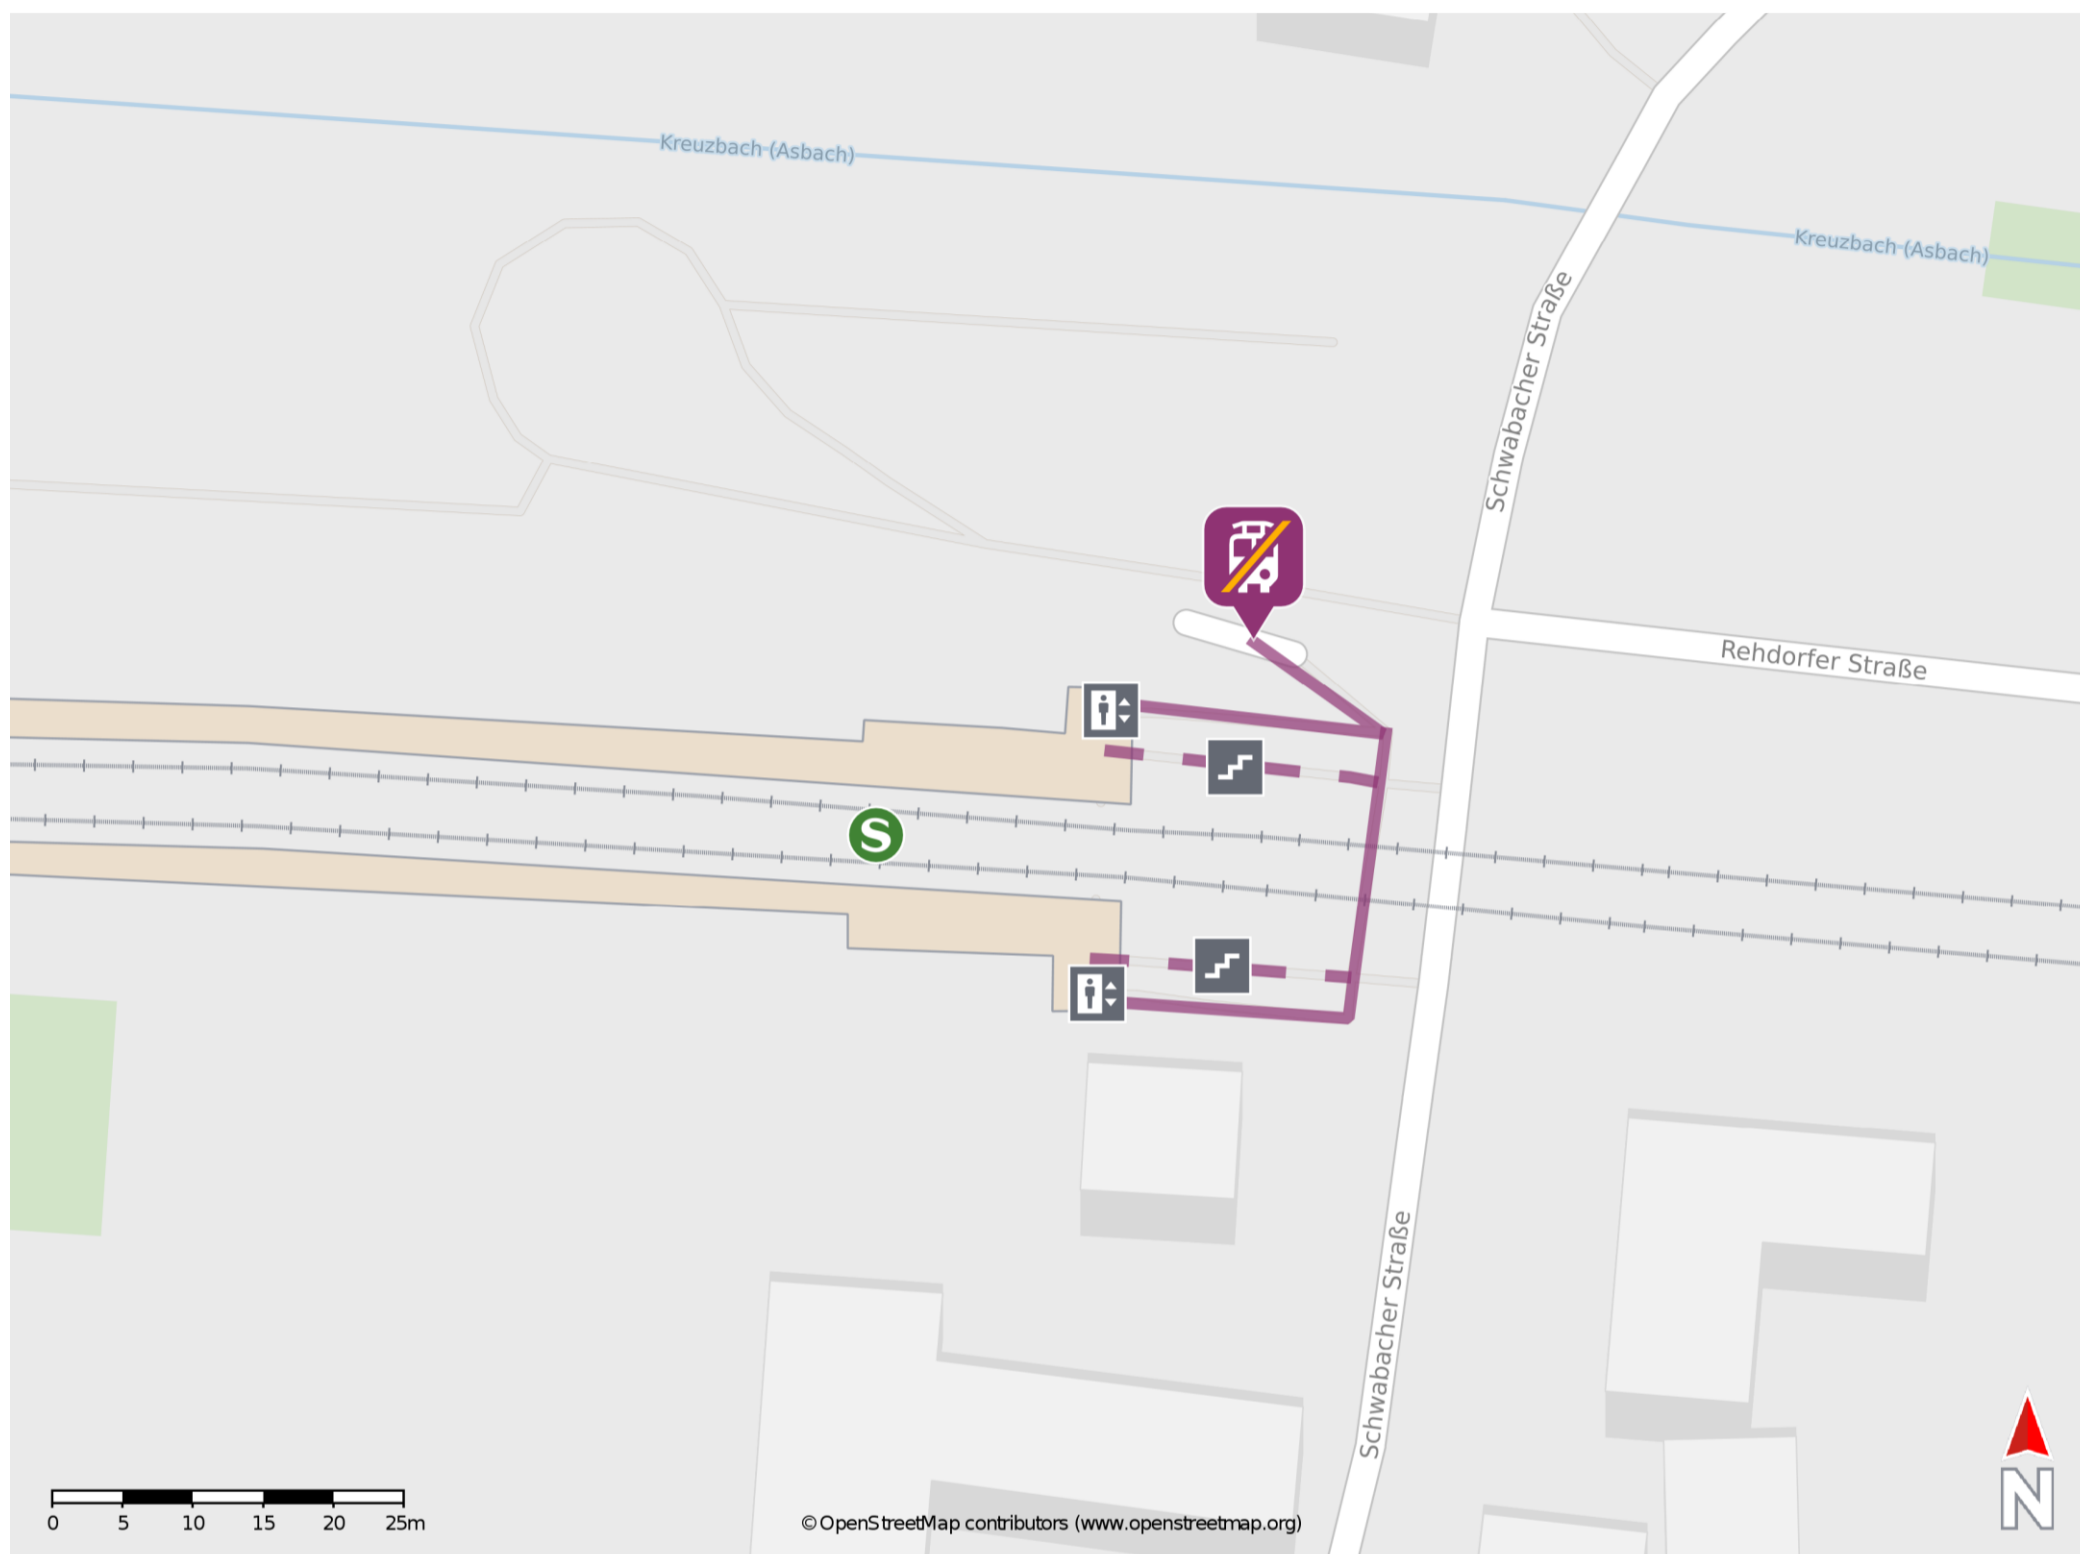 Kreuzbach (Asbach)
Kreuzbach (Asbach)
Schwabacher Straße
Rehdorfer Straße
S
Schwabacher Straße
0 5 10 15 20 25m
©OpenStreetMap contributors (www.openstreetmap.org)
N